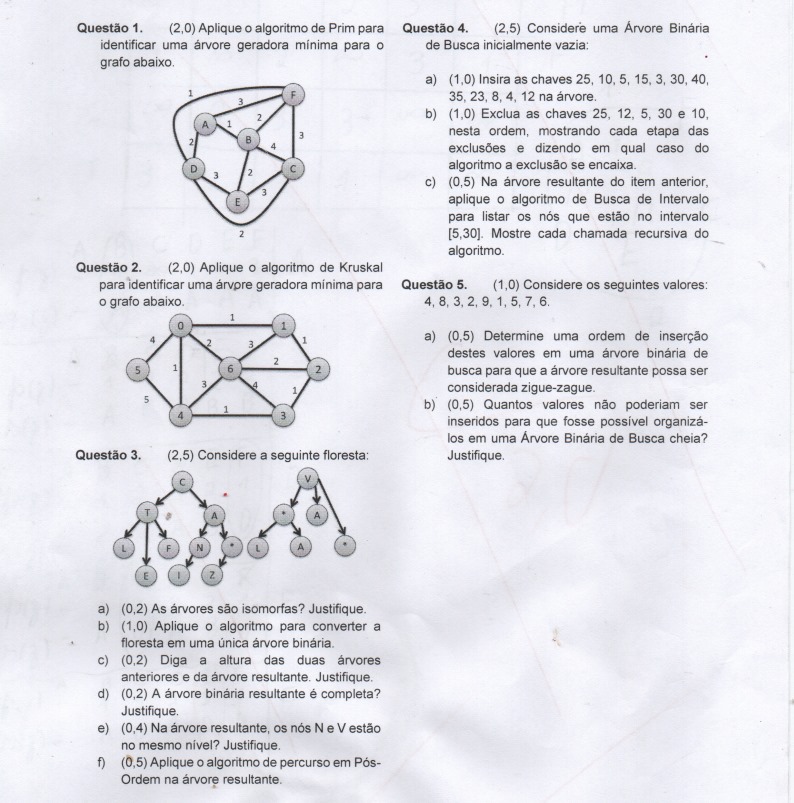 Questão 1. (2,0) Aplique o algoritmo de Prim para
identificar uma árvore geradora mínima para o
grafo abaixo.
1
3
F
A
1
2
B
2
4
3
D
3
2
C
3
E
2
Questão 2. (2,0) Aplique o algoritmo de Kruskal
para identificar uma árvore geradora mínima para
o grafo abaixo.
1
0
1
4
2
3
1
5
1
6
2
2
5
3
4
1
4
1
3
Questão 3. (2,5) Considere a seguinte floresta:
C
V
T
A
*
A
L
F
N
*
L
A
*
E
I
Z
a) (0,2) As árvores são isomorfas? Justifique.
b) (1,0) Aplique o algoritmo para converter a
floresta em uma única árvore binária.
c) (0,2) Diga a altura das duas árvores
anteriores e da árvore resultante. Justifique.
d) (0,2) A árvore binária resultante é completa?
Justifique.
e) (0,4) Na árvore resultante, os nós N e V estão
no mesmo nível? Justifique.
f) (0,5) Aplique o algoritmo de percurso em Pós-
Ordem na árvore resultante.
Questão 4. (2,5) Considere uma Árvore Binária
de Busca inicialmente vazia:
a) (1,0) Insira as chaves 25, 10, 5, 15, 3, 30, 40,
35, 23, 8, 4, 12 na árvore.
b) (1,0) Exclua as chaves 25, 12, 5, 30 e 10,
nesta ordem, mostrando cada etapa das
exclusões e dizendo em qual caso do
algoritmo a exclusão se encaixa.
c) (0,5) Na árvore resultante do item anterior,
aplique o algoritmo de Busca de Intervalo
para listar os nós que estão no intervalo
[5,30]. Mostre cada chamada recursiva do
algoritmo.
Questão 5. (1,0) Considere os seguintes valores:
4, 8, 3, 2, 9, 1, 5, 7, 6.
a) (0,5) Determine uma ordem de inserção
destes valores em uma árvore binária de
busca para que a árvore resultante possa ser
considerada zigue-zague.
b) (0,5) Quantos valores não poderiam ser
inseridos para que fosse possível organizá-
los em uma Árvore Binária de Busca cheia?
Justifique.